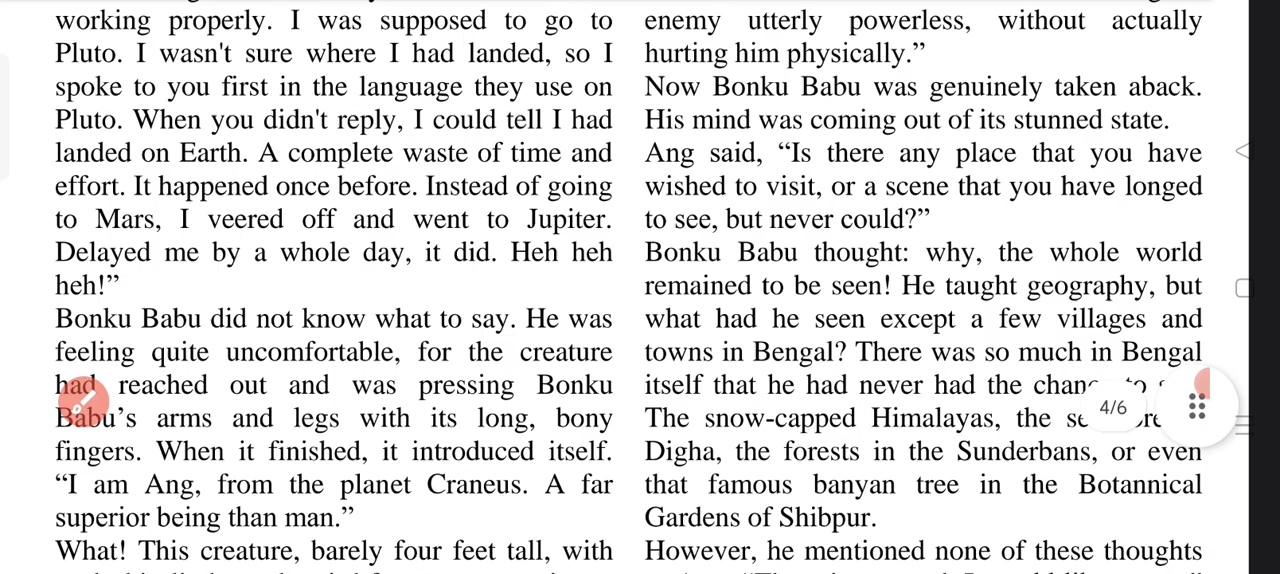 working properly. I was supposed to go to
Pluto. I wasn't sure where I had landed, so I
spoke to you first in the language they use on
Pluto. When you didn't reply, I could tell I had
landed on Earth. A complete waste of time and
effort. It happened once before. Instead of going
to Mars, I veered off and went to Jupiter.
Delayed me by a whole day, it did. Heh heh
heh!”
Bonku Babu did not know what to say. He was
feeling quite uncomfortable, for the creature
had reached out and was pressing Bonku
Babu’s arms and legs with its long, bony
fingers. When it finished, it introduced itself.
“I am Ang, from the planet Craneus. A far
superior being than man.”
What! This creature, barely four feet tall, with
enemy utterly powerless, without actually
hurting him physically.”
Now Bonku Babu was genuinely taken aback.
His mind was coming out of its stunned state.
Ang said, “Is there any place that you have
wished to visit, or a scene that you have longed
to see, but never could?”
Bonku Babu thought: why, the whole world
remained to be seen! He taught geography, but
what had he seen except a few villages and
towns in Bengal? There was so much in Bengal
itself that he had never had the
The snow-capped Himalayas, the
Digha, the forests in the Sunderbans, or even
that famous banyan tree in the Botannical
Gardens of Shibpur.
However, he mentioned none of these thoughts
4/6